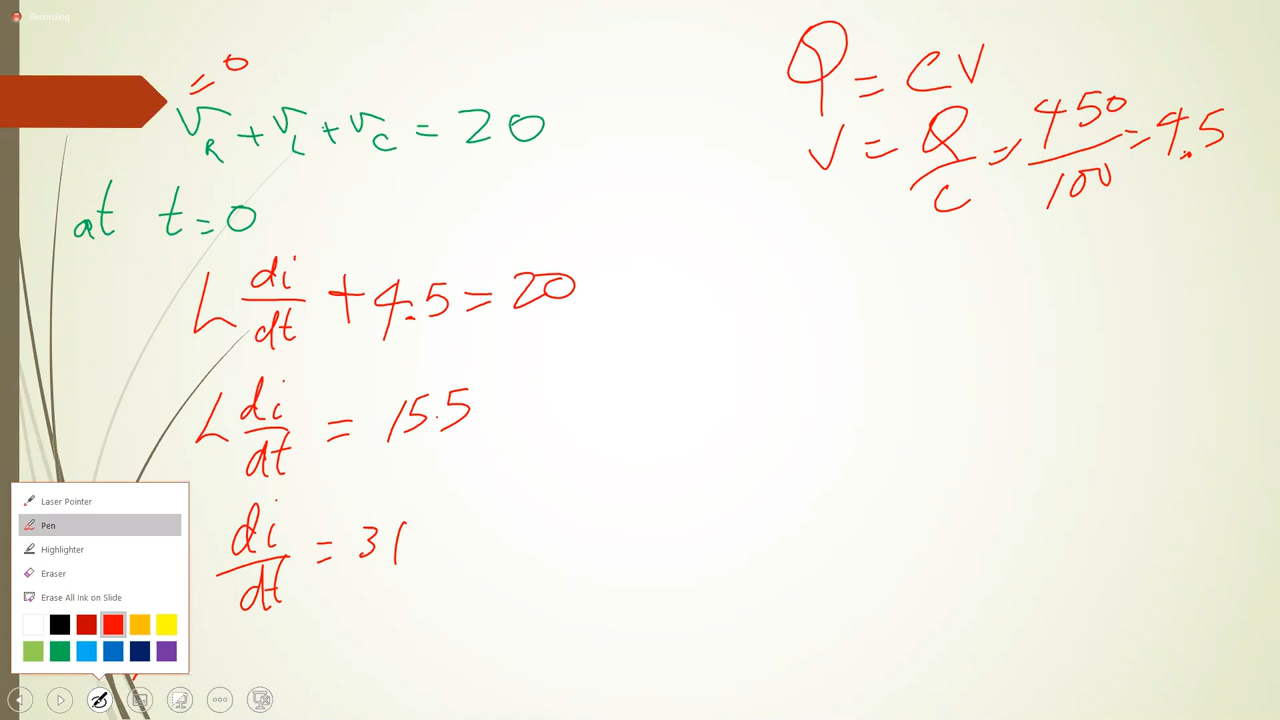 Recording
= 0
V_R + V_L + V_C = 20
at t = 0
L di/dt + 4.5 = 20
L di/dt = 15.5
di/dt = 31
Q = CV
V = Q/C = 450/100 = 4.5
Laser Pointer
Pen
Highlighter
Eraser
Erase All Ink on Slide